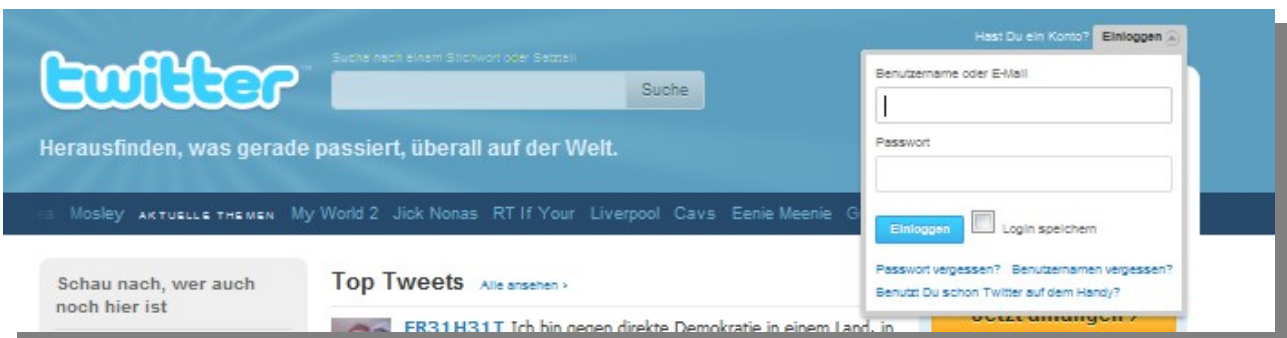 Hast Du ein Konto? Einloggen
twitter™
Suche nach einem Stichwort oder Satzteil
Suche
Benutzername oder E-Mail
Passwort
Herausfinden, was gerade passiert, überall auf der Welt.
Mosley AKTUELLE THEMEN My World 2 Jick Nonas RT If Your Liverpool Cavs Eenie Meenie G
Einloggen Login speichern
Passwort vergessen? Benutzernamen vergessen?
Benutzt Du schon Twitter auf dem Handy?
Schau nach, wer auch
noch hier ist
Top Tweets Alle ansehen ›
FR31H31T Ich bin gegen direkte Demokratie in einem Land, in
Jetzt anfangen ›